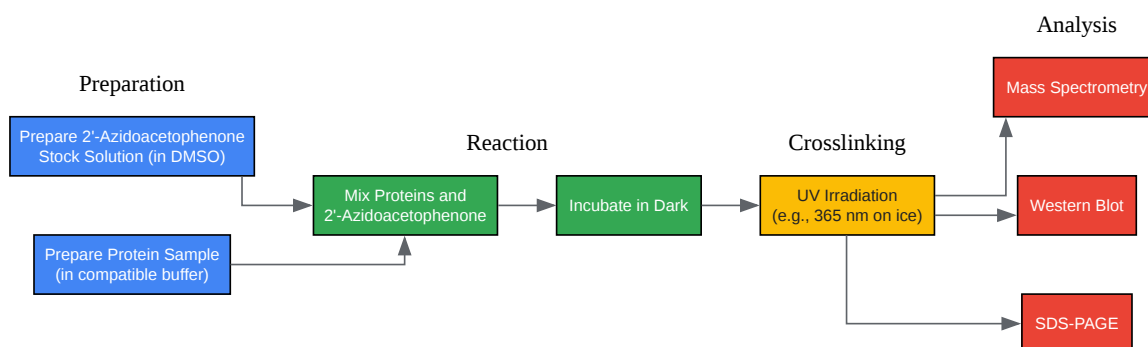 Analysis
Mass Spectrometry
Preparation
Prepare 2'-Azidoacetophenone
Stock Solution (in DMSO)
Reaction
Crosslinking
Mix Proteins and
2'-Azidoacetophenone
Incubate in Dark
UV Irradiation
(e.g., 365 nm on ice)
Western Blot
Prepare Protein Sample
(in compatible buffer)
SDS-PAGE